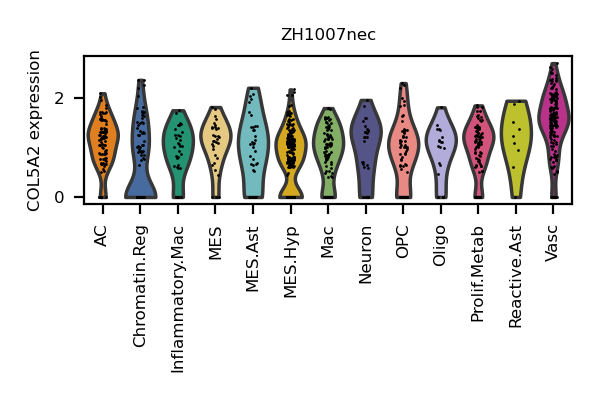 ZH1007nec
COL5A2 expression
2
0
AC
Chromatin.Reg
Inflammatory.Mac
MES
MES.Ast
MES.Hyp
Mac
Neuron
OPC
Oligo
Prolif.Metab
Reactive.Ast
Vasc